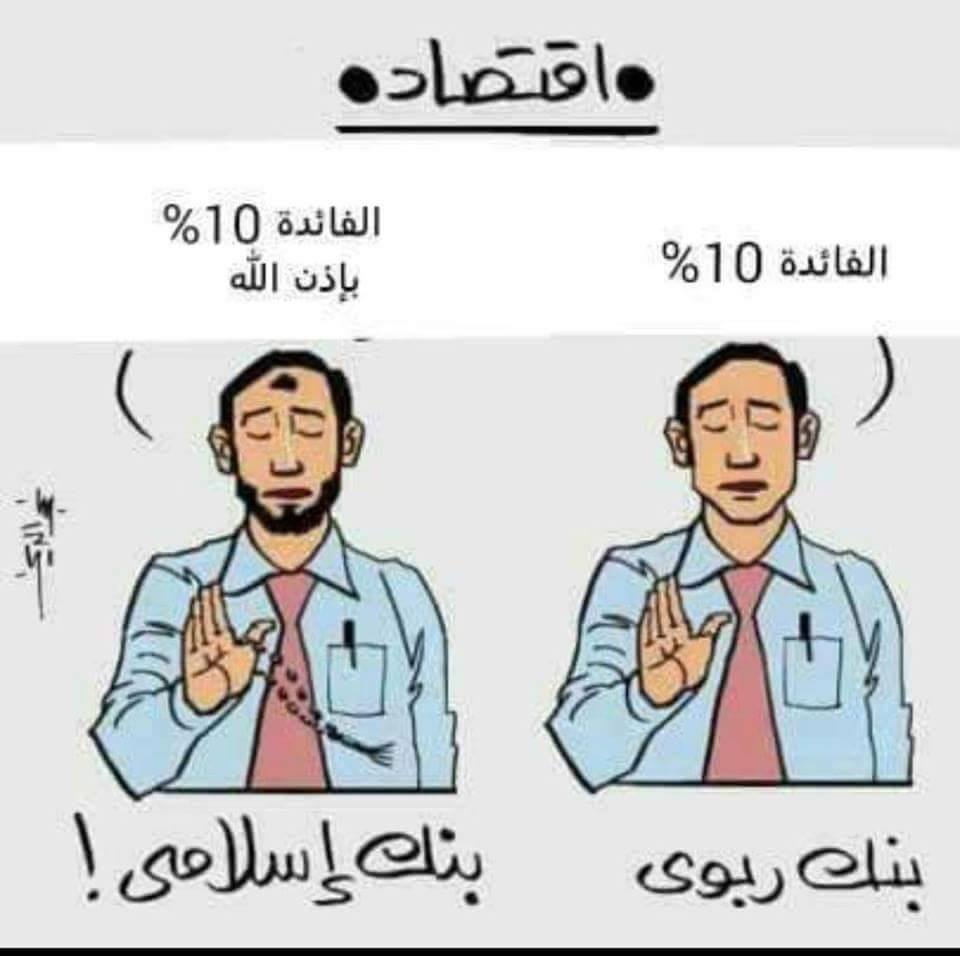 •اقتصاد•
الفائدة 10%
الفائدة 10%
بإذن الله
بنك ربوى
بنك إسلامى!